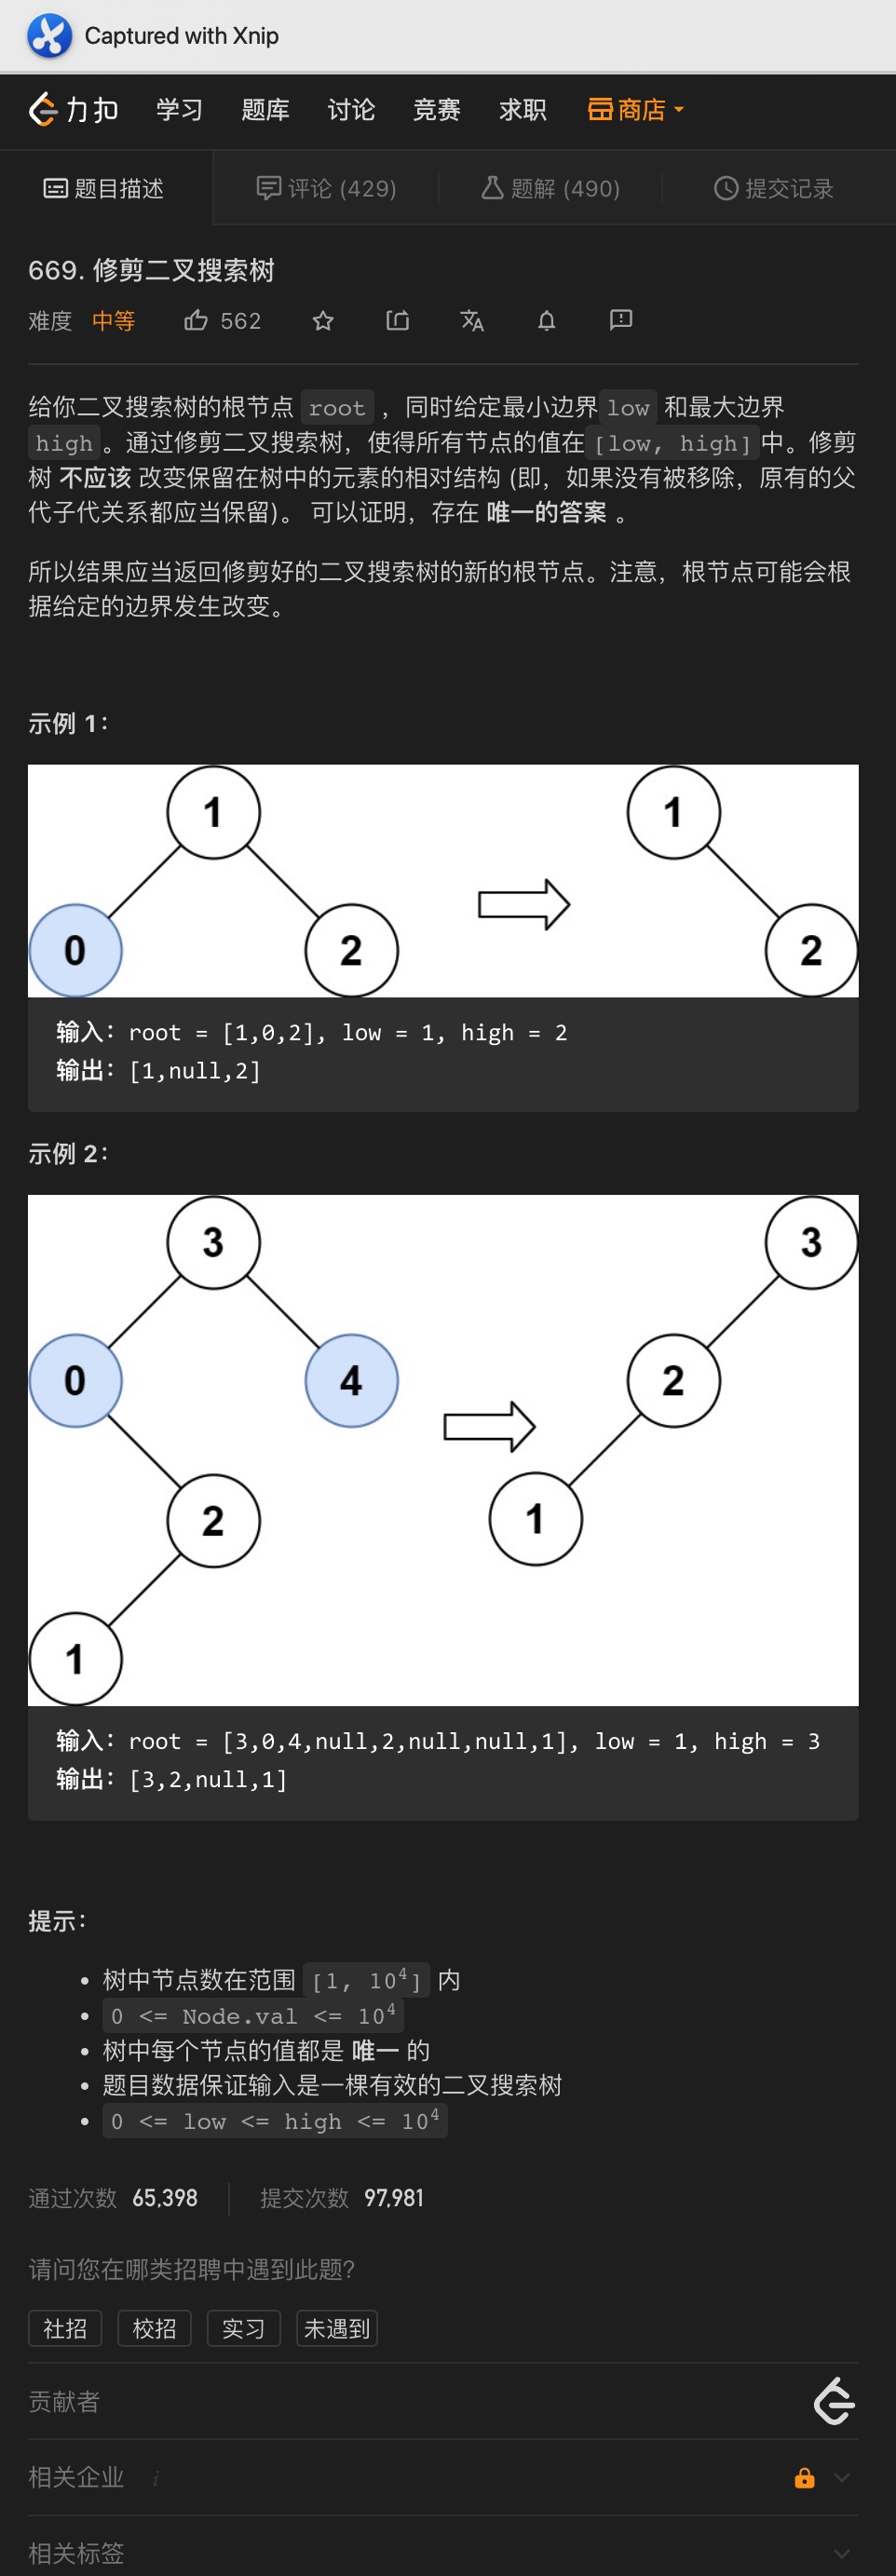 Captured with Xnip
力扣 学习 题库 讨论 竞赛 求职 商店
题目描述 评论 (429) 题解 (490) 提交记录
669. 修剪二叉搜索树
难度 中等 562
给你二叉搜索树的根节点 root ，同时给定最小边界 low 和最大边界
high。通过修剪二叉搜索树，使得所有节点的值在[low, high]中。修剪
树 不应该 改变保留在树中的元素的相对结构 (即，如果没有被移除，原有的父
代子代关系都应当保留)。 可以证明，存在 唯一的答案 。
所以结果应当返回修剪好的二叉搜索树的新的根节点。注意，根节点可能会根
据给定的边界发生改变。
示例 1：
1 1
0 2 2
输入：root = [1,0,2], low = 1, high = 2
输出：[1,null,2]
示例 2：
3 3
0 4 2
2 1
1
输入：root = [3,0,4,null,2,null,null,1], low = 1, high = 3
输出：[3,2,null,1]
提示：
• 树中节点数在范围 [1, 10⁴] 内
• 0 <= Node.val <= 10⁴
• 树中每个节点的值都是 唯一 的
• 题目数据保证输入是一棵有效的二叉搜索树
• 0 <= low <= high <= 10⁴
通过次数 65,398 提交次数 97,981
请问您在哪类招聘中遇到此题?
社招 校招 实习 未遇到
贡献者
相关企业 i
相关标签